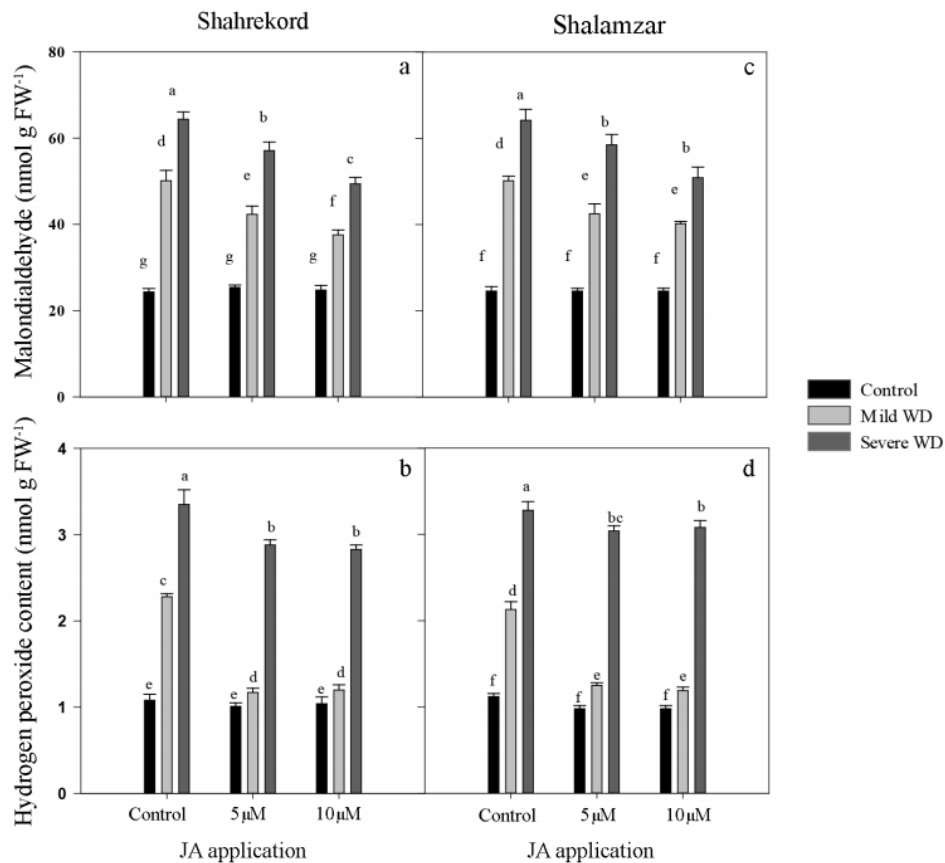 Shahrekord
Shalamzar
Malondialdehyde (nmol g FW⁻¹)
80
60
40
20
0
a
a
d
b
e
c
f
g
g
g
c
a
d
b
e
b
e
f
f
f
Control
Mild WD
Severe WD
Hydrogen peroxide content (nmol g FW⁻¹)
4
3
2
1
0
b
a
c
b
b
e
e
d
e
d
d
a
d
bc
b
f
f
e
f
e
Control
5 µM
10 µM
Control
5 µM
10 µM
JA application
JA application